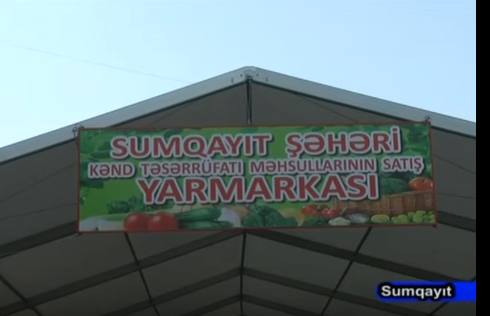 SUMQAYIT ŞƏHƏRİ
KƏND TƏSƏRRÜFATI MƏHSULLARININ SATIŞ
YARMARKASI
Sumqayıt